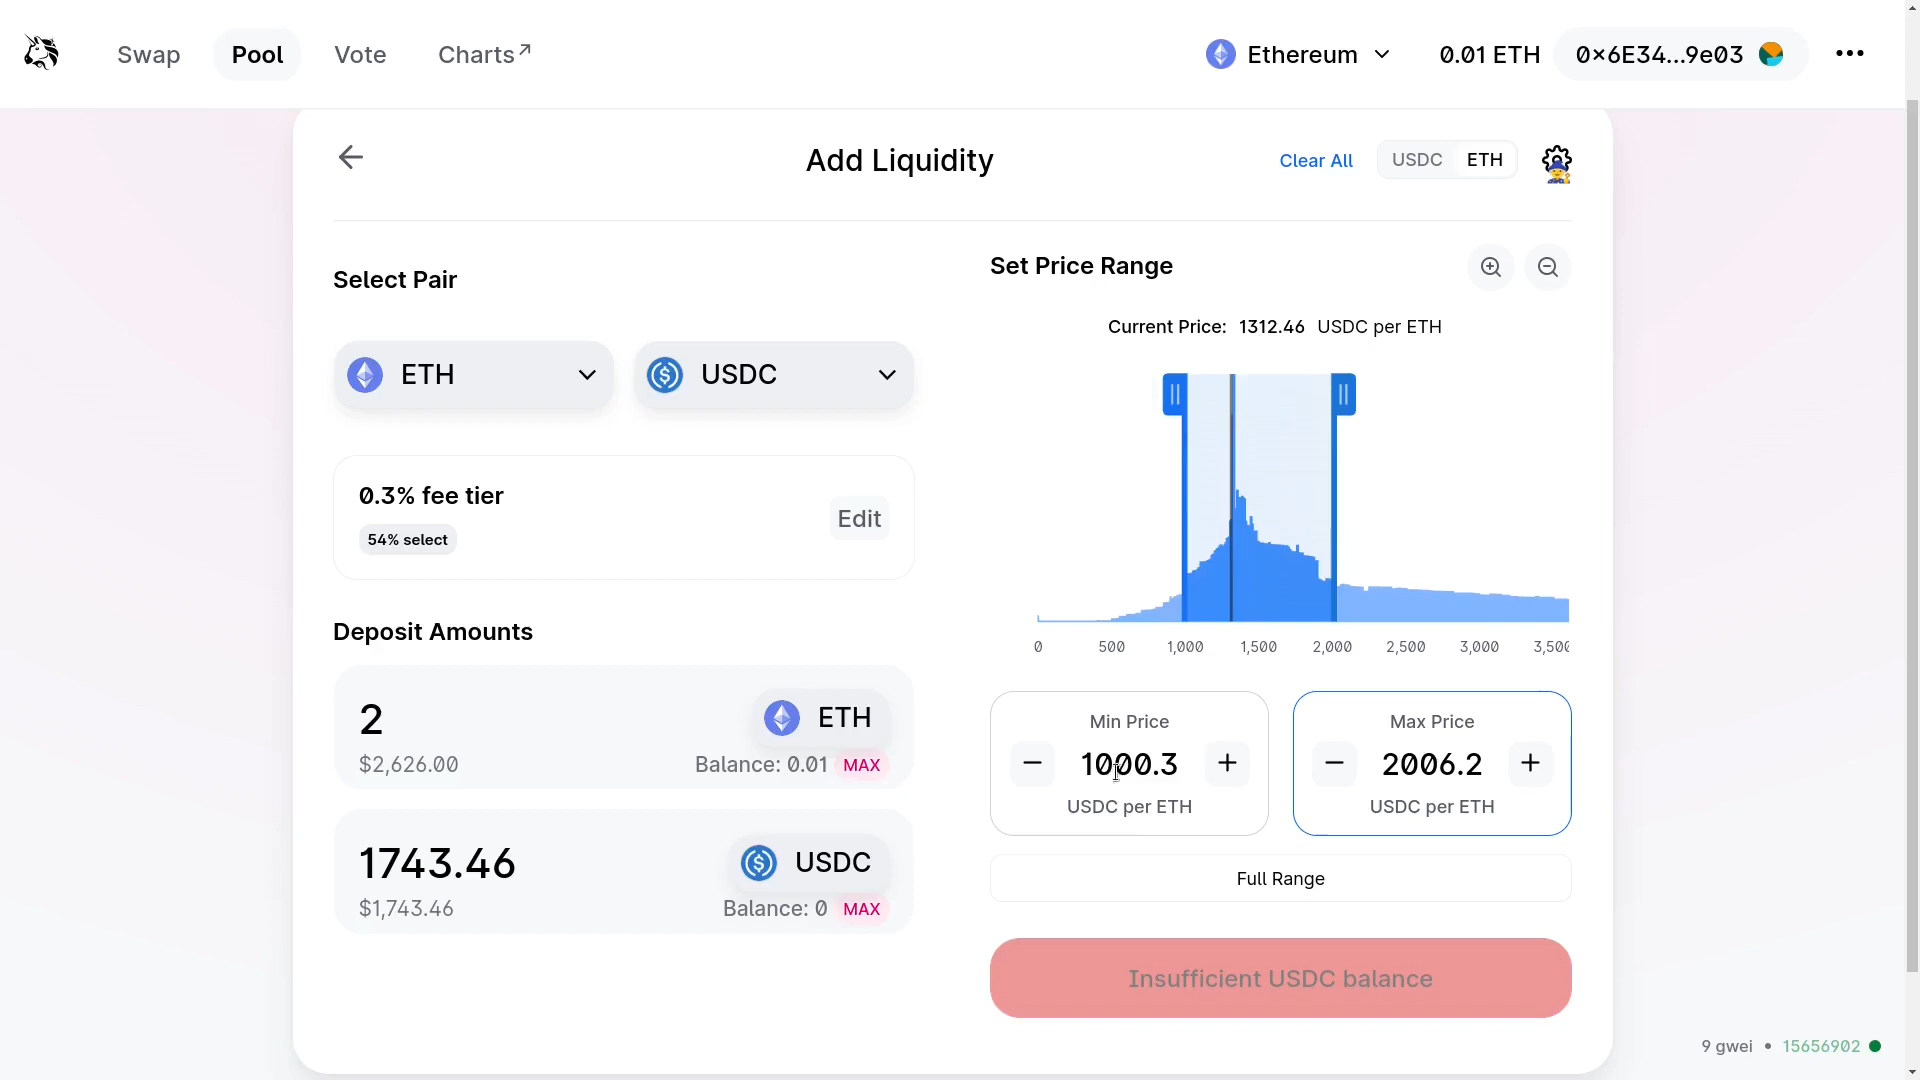 Swap
Pool
Vote
Charts↗
Ethereum
0.01 ETH
0×6E34...9e03
Add Liquidity
Clear All
USDC
ETH
Select Pair
ETH
USDC
0.3% fee tier
54% select
Edit
Deposit Amounts
2
ETH
$2,626.00
Balance: 0.01 MAX
1743.46
USDC
$1,743.46
Balance: 0 MAX
Set Price Range
Current Price: 1312.46 USDC per ETH
0 500 1,000 1,500 2,000 2,500 3,000 3,500
Min Price
1000.3
USDC per ETH
Max Price
2006.2
USDC per ETH
Full Range
Insufficient USDC balance
9 gwei • 15656902